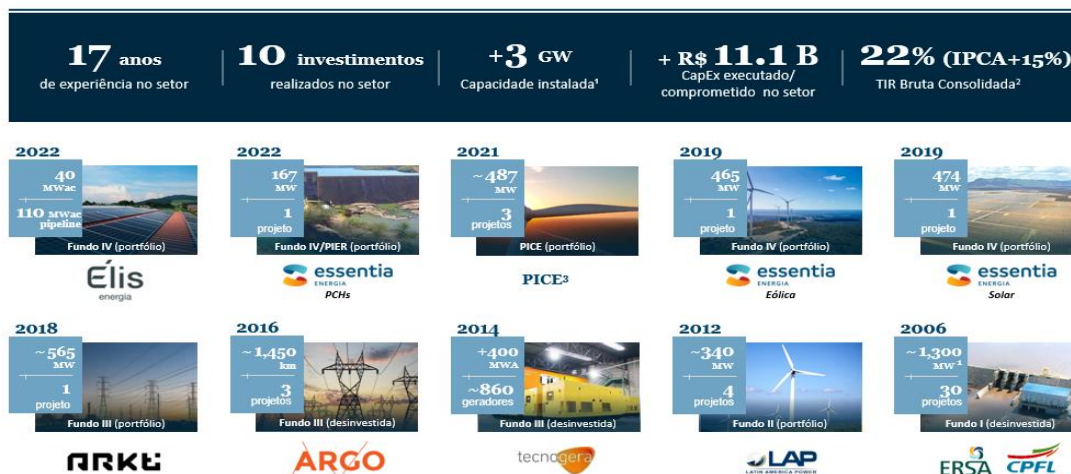 17 anos
de experiência no setor
10 investimentos
realizados no setor
+3 GW
Capacidade instalada¹
+ R$ 11.1 B
CapEx executado/
comprometido no setor
22% (IPCA+15%)
TIR Bruta Consolidada²
2022
40
MWac
110 MWac
pipeline
Fundo IV (portfólio)
Élis
energia
2022
167
MW
1
projeto
Fundo IV/PIER (portfólio)
essentia
ENERGIA
PCHs
2021
~487
MW
3
projetos
PICE (portfólio)
PICE³
2019
465
MW
1
projeto
Fundo IV (portfólio)
essentia
ENERGIA
Eólica
2019
474
MW
1
projeto
Fundo IV (portfólio)
essentia
ENERGIA
Solar
2018
~565
MW
1
projeto
Fundo III (portfólio)
ARKE
2016
~1,450
km
3
projetos
Fundo III (desinvestida)
ARGO
2014
+400
MWA
~860
geradores
Fundo III (desinvestida)
tecnogera
2012
~340
MW
4
projetos
Fundo II (portfólio)
LAP
LATIN AMERICA POWER
2006
~1,300
MW¹
30
projetos
Fundo I (desinvestida)
ERSA
CPFL